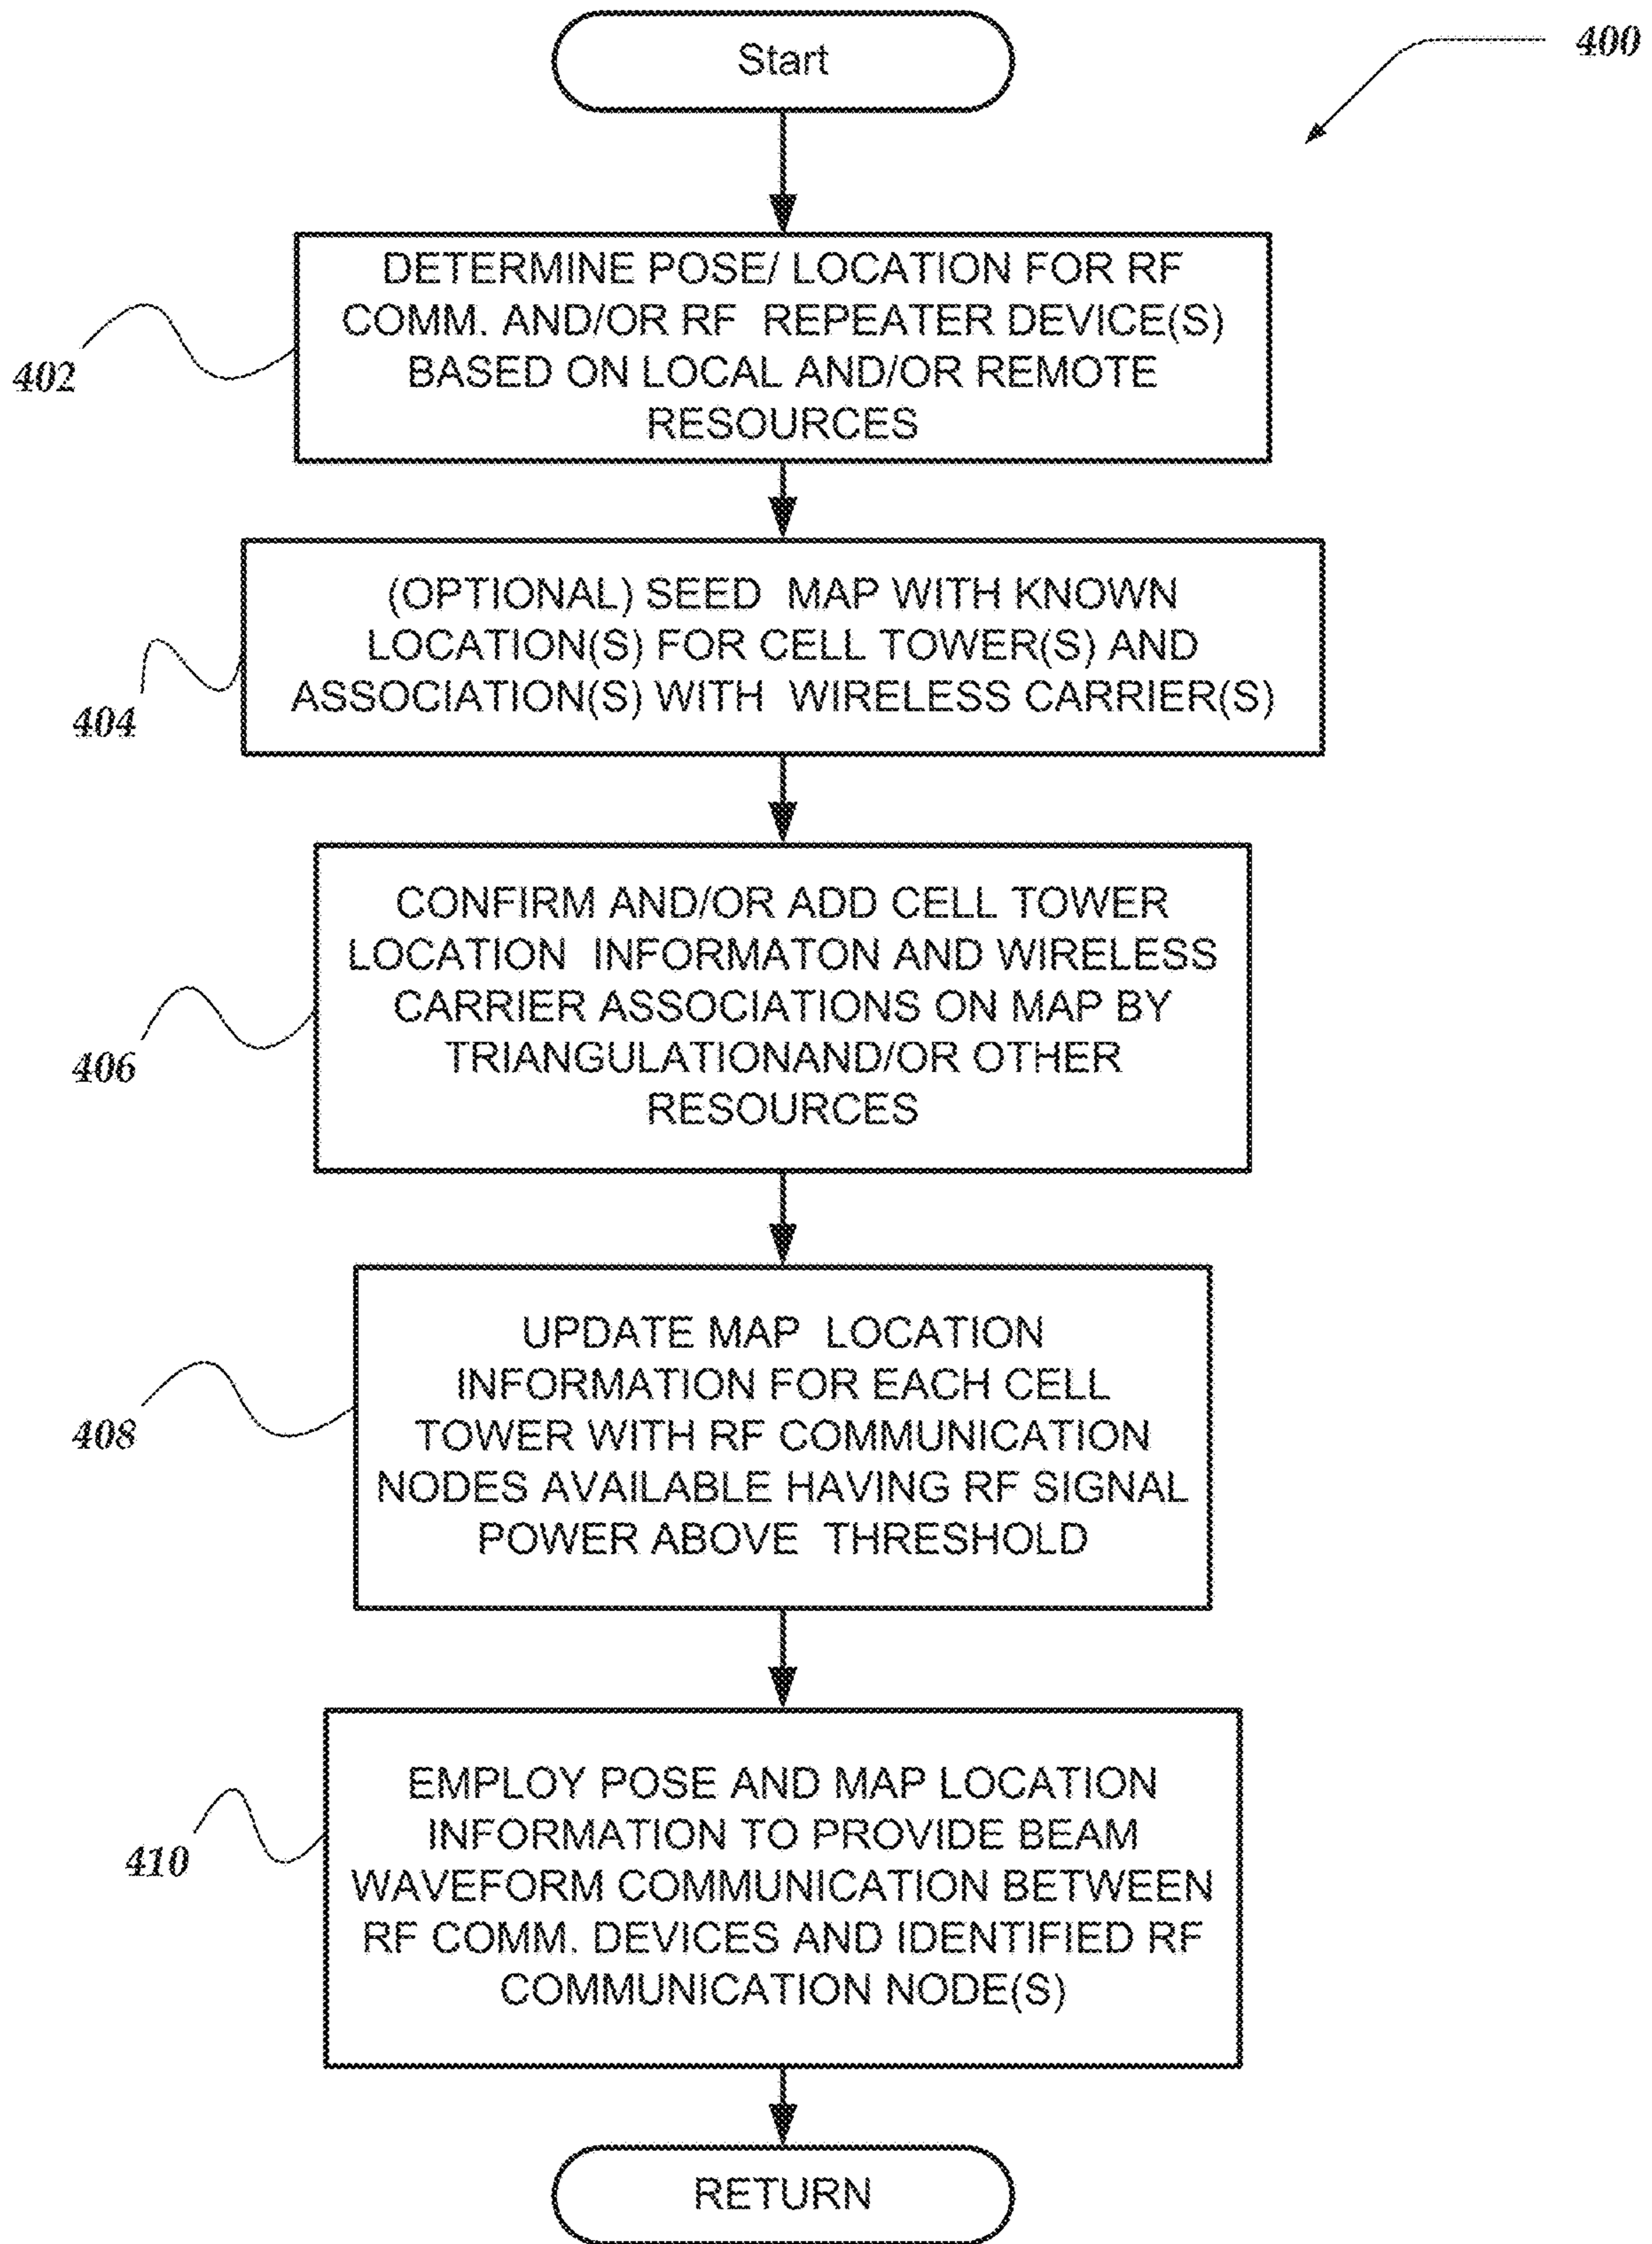 Start
400
DETERMINE POSE/ LOCATION FOR RF
COMM. AND/OR RF REPEATER DEVICE(S)
BASED ON LOCAL AND/OR REMOTE
RESOURCES
402
(OPTIONAL) SEED MAP WITH KNOWN
LOCATION(S) FOR CELL TOWER(S) AND
ASSOCIATION(S) WITH WIRELESS CARRIER(S)
404
CONFIRM AND/OR ADD CELL TOWER
LOCATION INFORMATON AND WIRELESS
CARRIER ASSOCIATIONS ON MAP BY
TRIANGULATIONAND/OR OTHER
RESOURCES
406
UPDATE MAP LOCATION
INFORMATION FOR EACH CELL
TOWER WITH RF COMMUNICATION
NODES AVAILABLE HAVING RF SIGNAL
POWER ABOVE THRESHOLD
408
EMPLOY POSE AND MAP LOCATION
INFORMATION TO PROVIDE BEAM
WAVEFORM COMMUNICATION BETWEEN
RF COMM. DEVICES AND IDENTIFIED RF
COMMUNICATION NODE(S)
410
RETURN